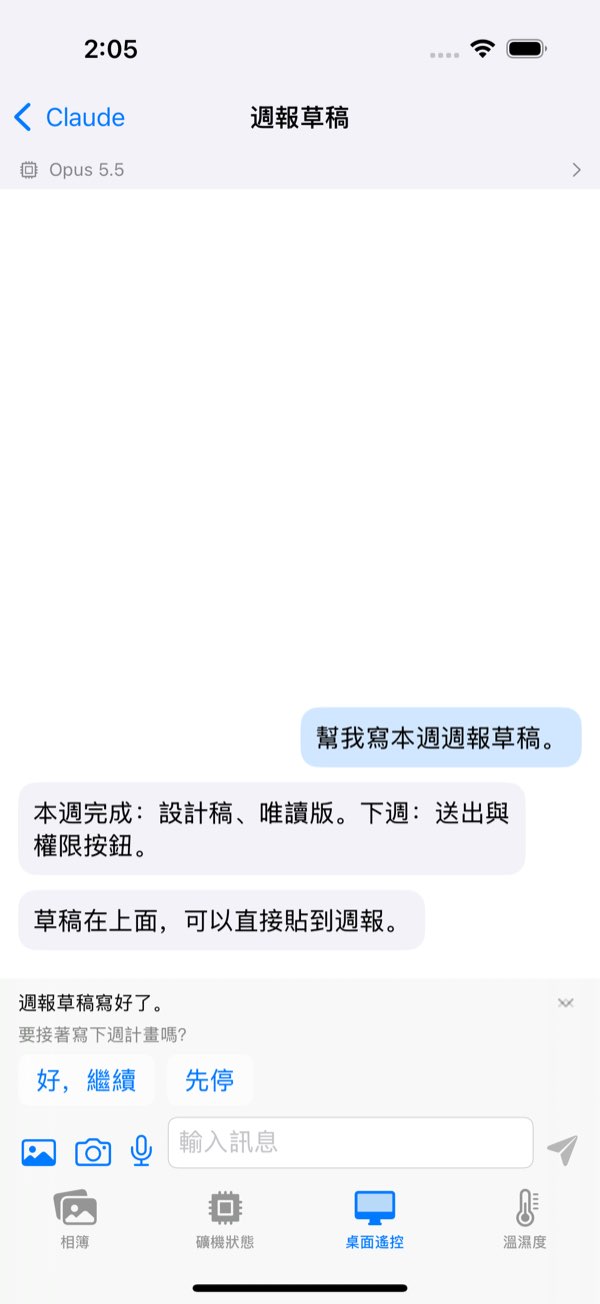 2:05
Claude
週報草稿
Opus 5.5
幫我寫本週週報草稿。
本週完成：設計稿、唯讀版。下週：送出與
權限按鈕。
草稿在上面，可以直接貼到週報。
週報草稿寫好了。
要接著寫下週計畫嗎？
好，繼續
先停
輸入訊息
相簿
礦機狀態
桌面遙控
溫濕度